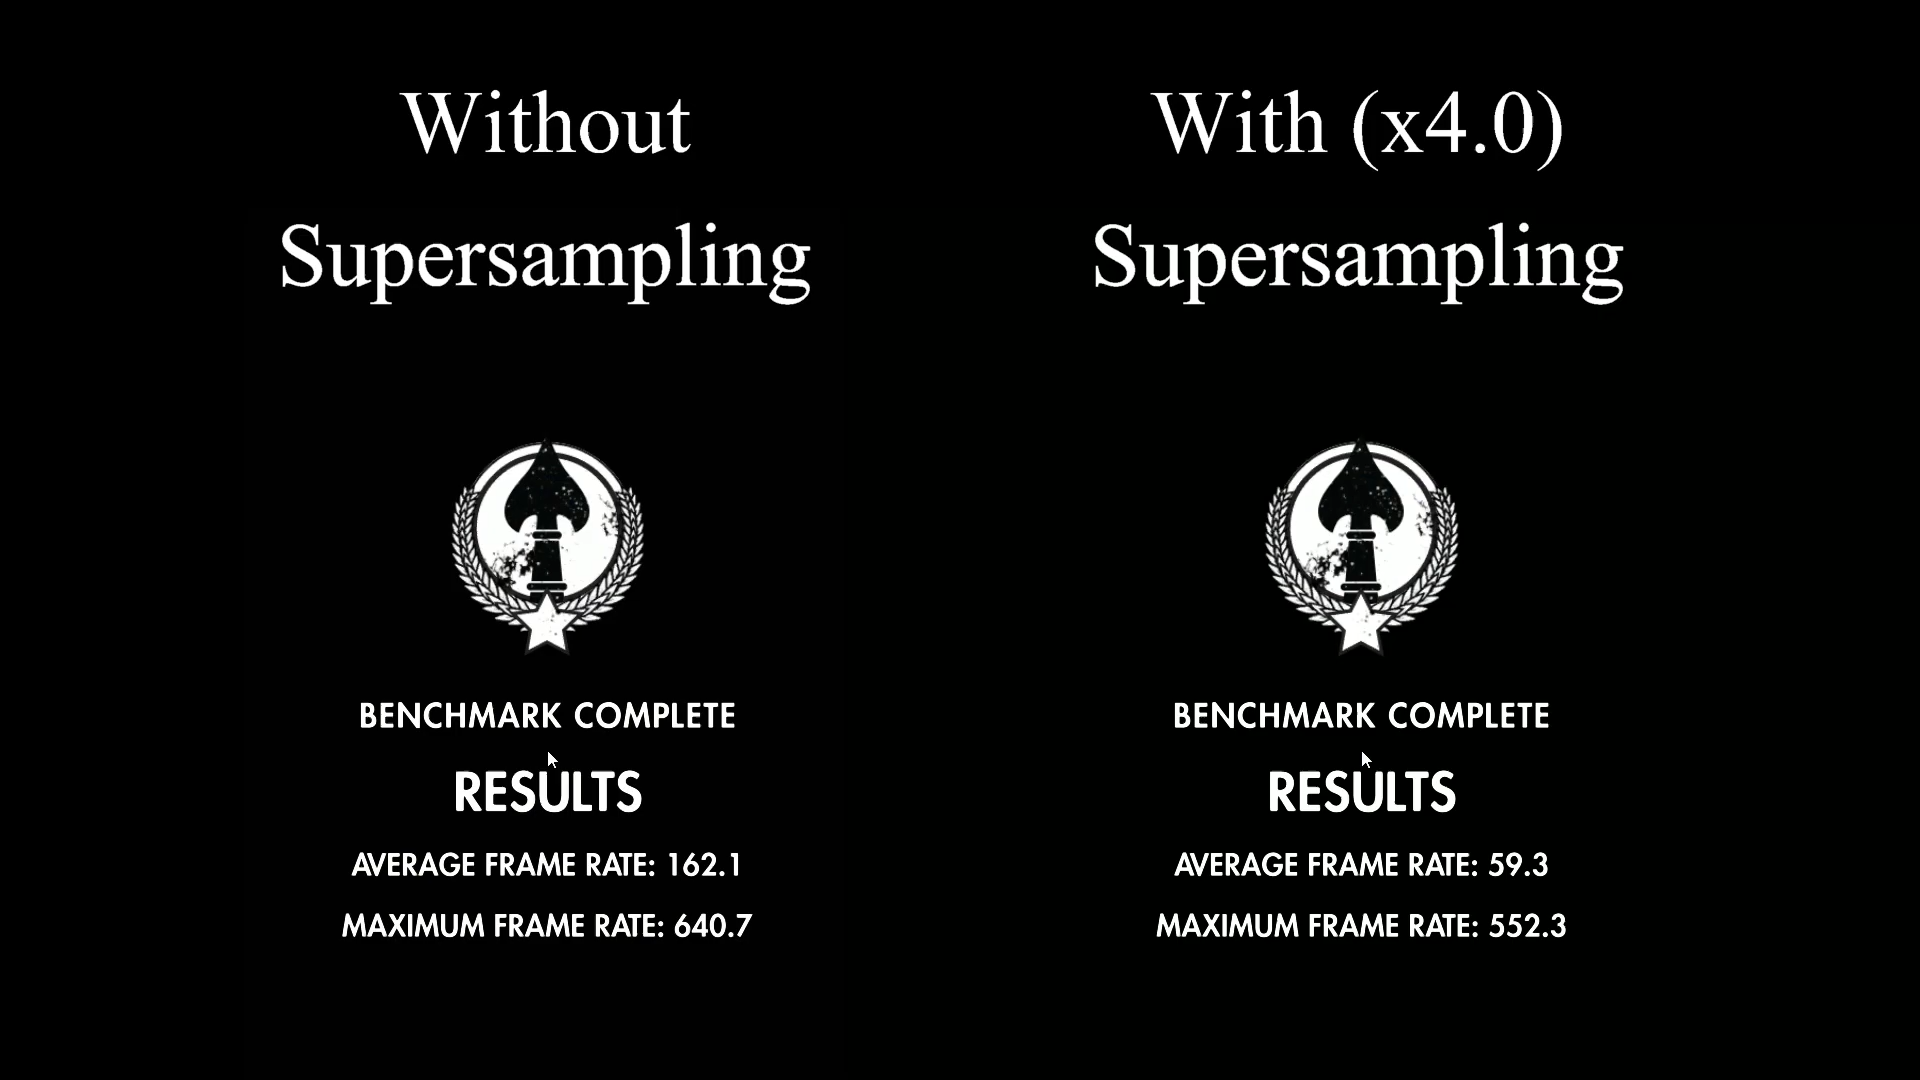 Without
Supersampling
BENCHMARK COMPLETE
RESULTS
AVERAGE FRAME RATE: 162.1
MAXIMUM FRAME RATE: 640.7
With (x4.0)
Supersampling
BENCHMARK COMPLETE
RESULTS
AVERAGE FRAME RATE: 59.3
MAXIMUM FRAME RATE: 552.3